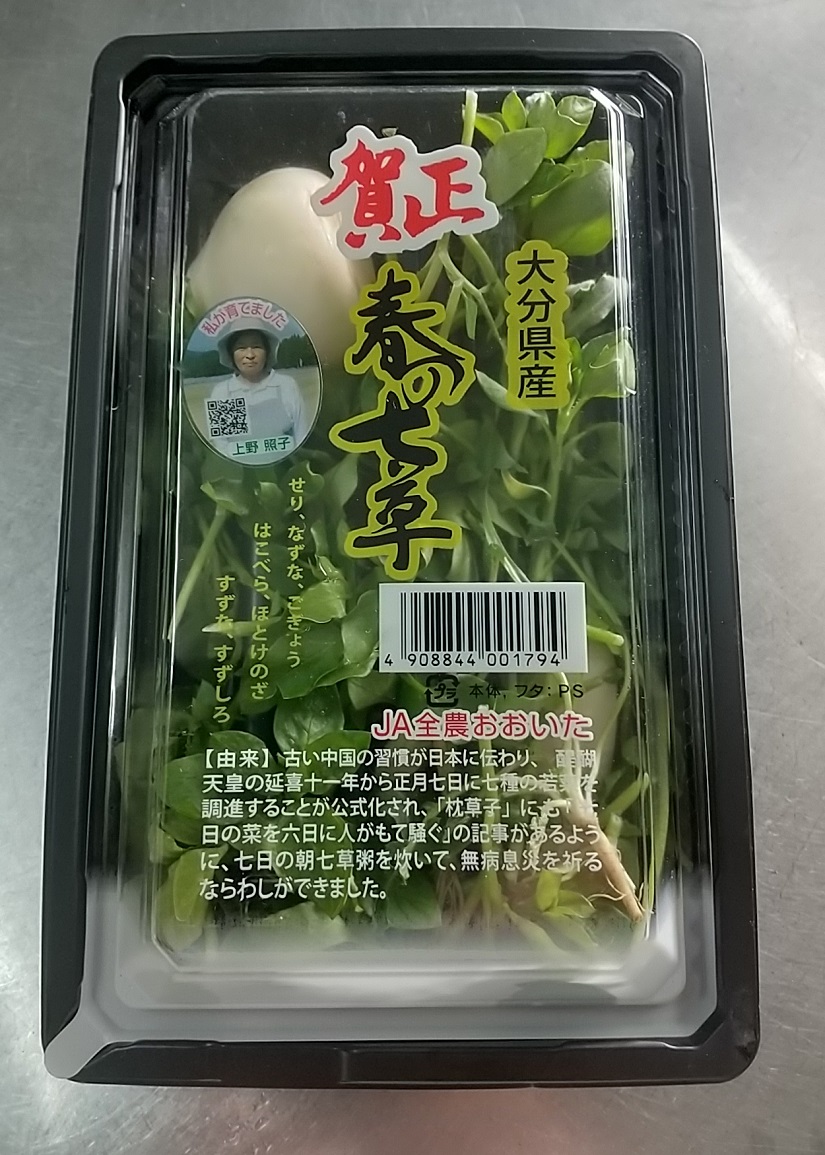 賀正
大分県産
春の七草
私が育てました
上野 照子
せり、なずな、ごぎょう
はこべら、ほとけのざ
すずな、すずしろ
4 908844 001794
プラ 本体, フタ: PS
JA全農おおいた
【由来】古い中国の習慣が日本に伝わり、醍醐
天皇の延喜十一年から正月七日に七種の若菜を
調進することが公式化され、「枕草子」にも「七
日の菜を六日に人がもて騒ぐ」の記事があるよう
に、七日の朝七草粥を炊いて、無病息災を祈る
ならわしができました。